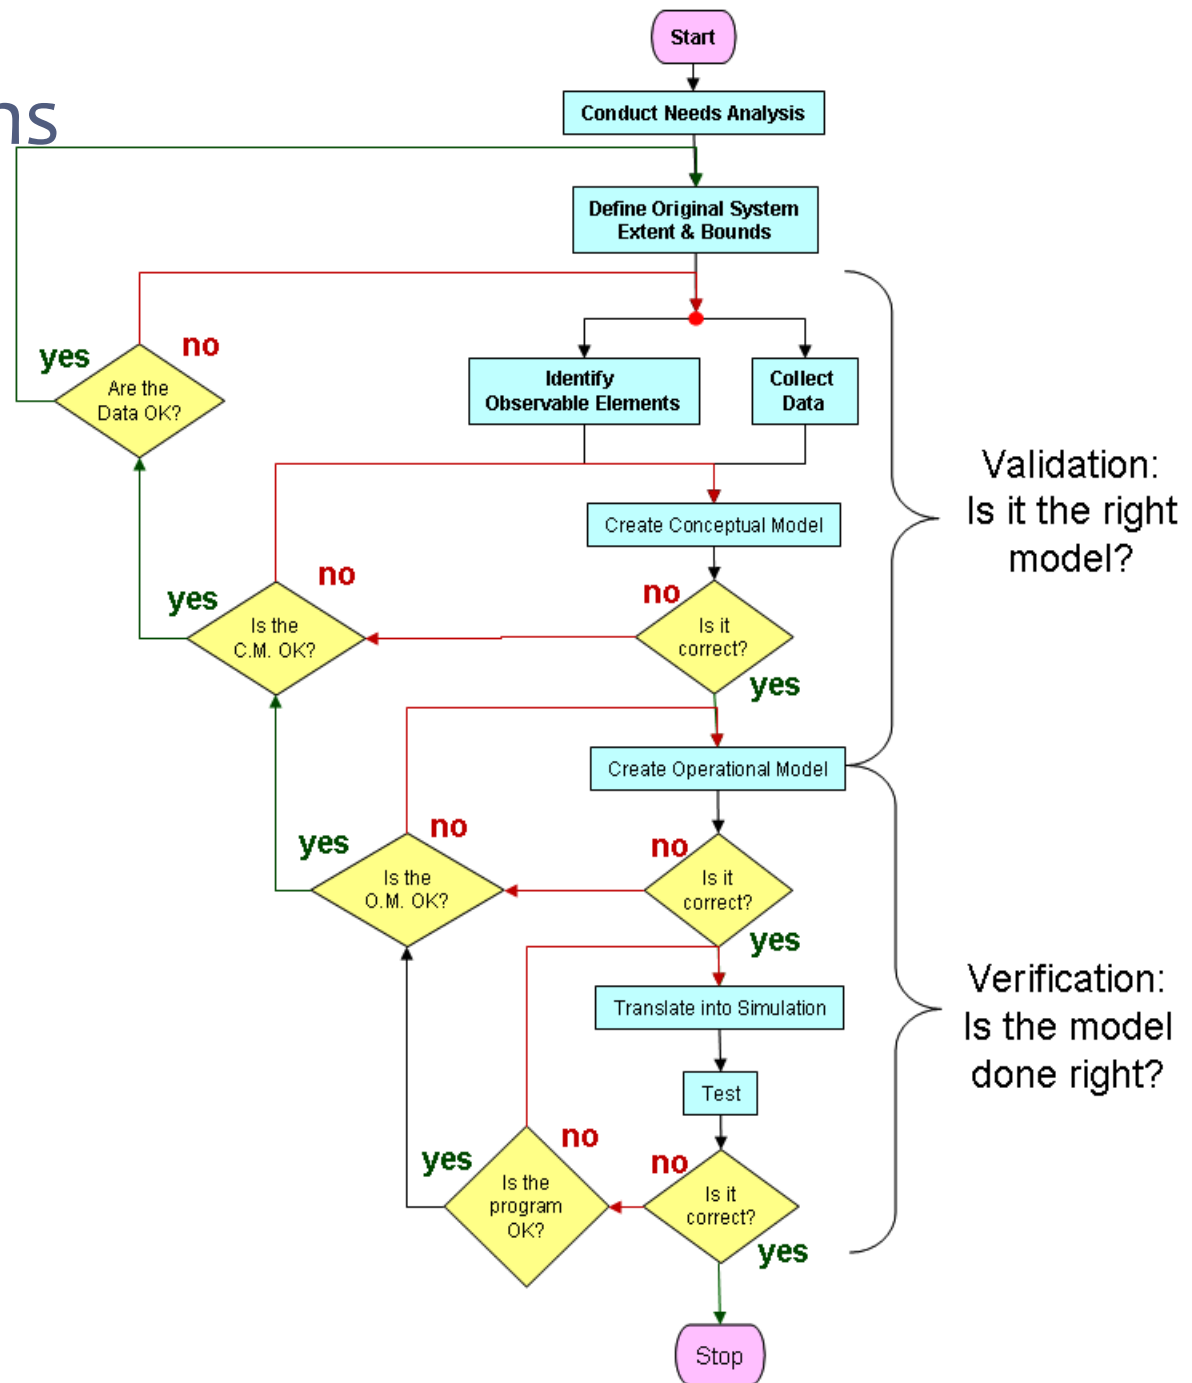 Start
ns
Conduct Needs Analysis
Define Original System
Extent & Bounds
yes
no
Are the
Data OK?
Identify
Observable Elements
Collect
Data
Validation:
Is it the right
model?
Create Conceptual Model
no
yes
Is the
C.M. OK?
no
Is it
correct?
yes
Create Operational Model
no
yes
Is the
O.M. OK?
no
Is it
correct?
yes
Verification:
Is the model
done right?
Translate into Simulation
Test
no
yes
Is the
program
OK?
no
Is it
correct?
yes
Stop